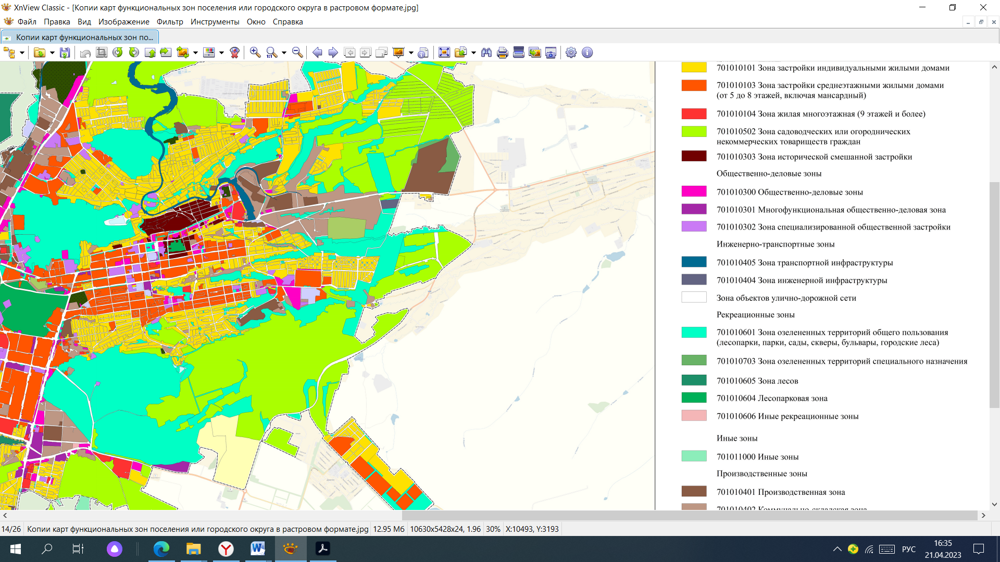 XnView Classic - [Копии карт функциональных зон поселения или городского округа в растровом формате.jpg]
Файл Правка Вид Изображение Фильтр Инструменты Окно Справка
Копии карт функциональных зон по...
701010101 Зона застройки индивидуальными жилыми домами
701010103 Зона застройки среднеэтажными жилыми домами
(от 5 до 8 этажей, включая мансардный)
701010104 Зона жилая многоэтажная (9 этажей и более)
701010502 Зона садоводческих или огороднических
некоммерческих товариществ граждан
701010303 Зона исторической смешанной застройки
Общественно-деловые зоны
701010300 Общественно-деловые зоны
701010301 Многофункциональная общественно-деловая зона
701010302 Зона специализированной общественной застройки
Инженерно-транспортные зоны
701010405 Зона транспортной инфраструктуры
701010404 Зона инженерной инфраструктуры
Зона объектов улично-дорожной сети
Рекреационные зоны
701010601 Зона озелененных территорий общего пользования
(лесопарки, парки, сады, скверы, бульвары, городские леса)
701010703 Зона озелененных территорий специального назначения
701010605 Зона лесов
701010604 Лесопарковая зона
701010606 Иные рекреационные зоны
Иные зоны
701011000 Иные зоны
Производственные зоны
701010401 Производственная зона
701010402 Коммунально-складская зона
14/26 Копии карт функциональных зон поселения или городского округа в растровом формате.jpg 12.95 Мб 10630x5428x24, 1.96 30% X:10493, Y:3193
РУС
16:35
21.04.2023